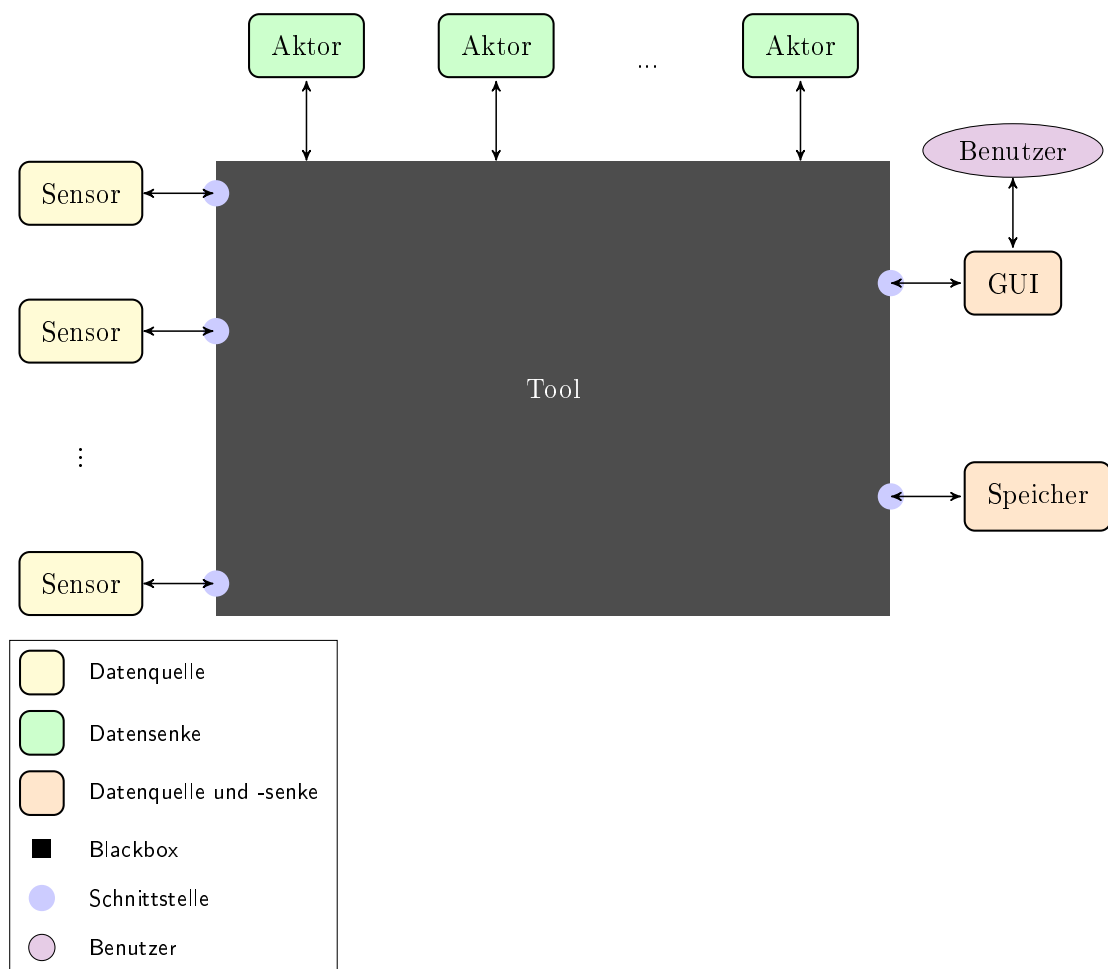 Aktor
Aktor
...
Aktor
Benutzer
Sensor
GUI
Sensor
Tool
⋮
Speicher
Sensor
Datenquelle
Datensenke
Datenquelle und -senke
Blackbox
Schnittstelle
Benutzer